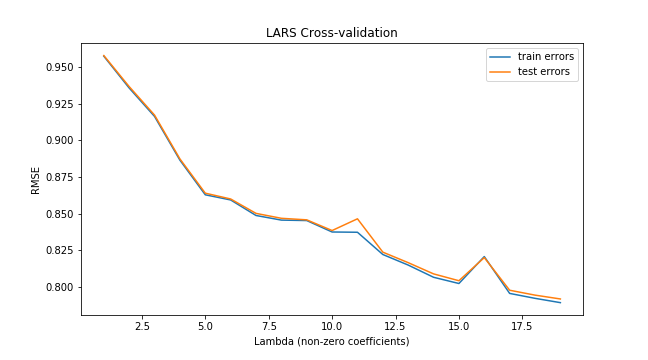 LARS Cross-validation
train errors
test errors
0.950
0.925
0.900
0.875
0.850
0.825
0.800
RMSE
2.5 5.0 7.5 10.0 12.5 15.0 17.5
Lambda (non-zero coefficients)